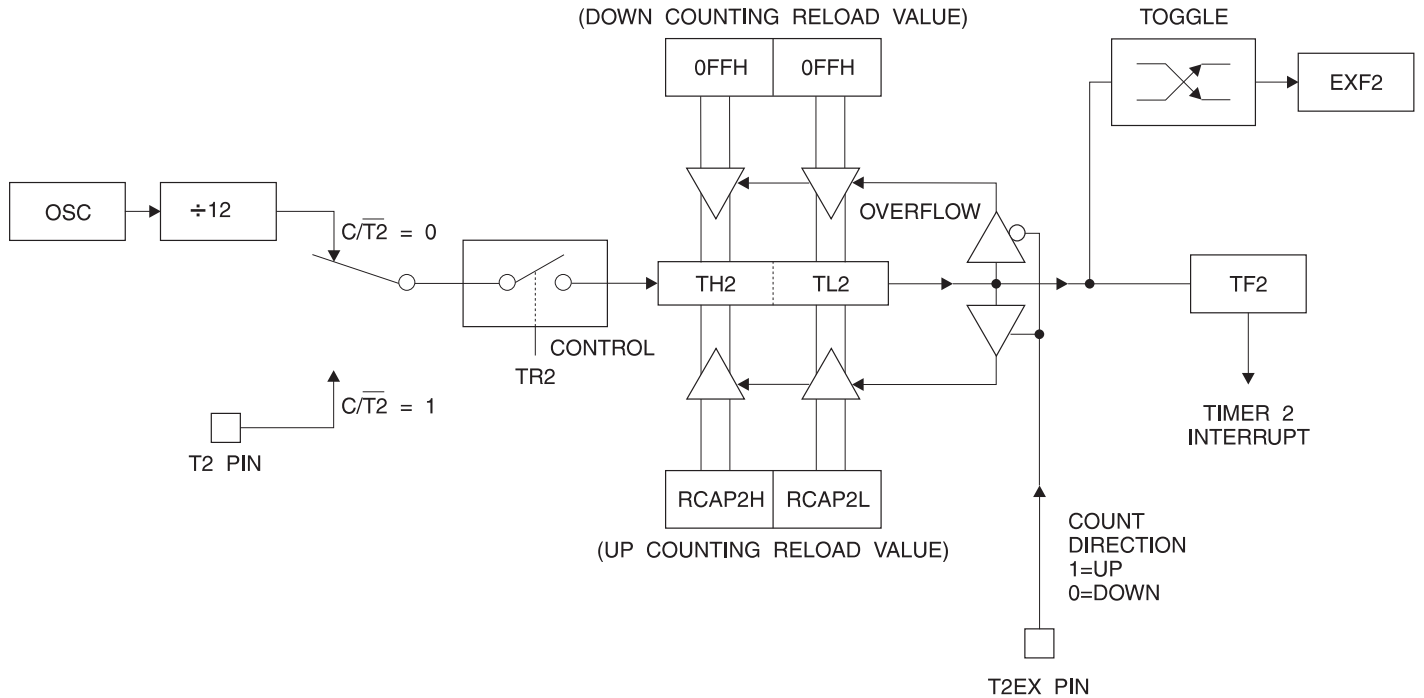 (DOWN COUNTING RELOAD VALUE)
TOGGLE
0FFH
0FFH
EXF2
OSC
÷12
C/T2̅ = 0
OVERFLOW
TH2
TL2
TF2
CONTROL
TR2
C/T2̅ = 1
T2 PIN
TIMER 2
INTERRUPT
RCAP2H
RCAP2L
(UP COUNTING RELOAD VALUE)
COUNT
DIRECTION
1=UP
0=DOWN
T2EX PIN